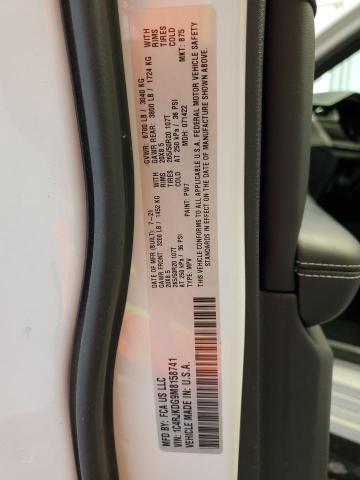 MFD BY: FCA US LLC
VIN: 1C4RJKDG9M8158741
MADE IN U.S.A.
DATE OF MFR (BUILT): 7-21
GAWR FRONT: 3200 LB / 1452 KG
20X8.5
265/50R20 107T
AT 250 kPa / 36 PSI
TYPE: MPV
PAINT: PW7
GVWR: 6700 LB / 3040 KG
GAWR REAR: 3800 LB / 1724 KG
20X8.5
265/50R20 107T
AT 250 kPa / 36 PSI
MDH: 071422
WITH
RIMS
TIRES
COLD
WITH
RIMS
TIRES
COLD
MKT: B75
THIS VEHICLE CONFORMS TO ALL APPLICABLE U.S.A. FEDERAL MOTOR VEHICLE SAFETY
STANDARDS IN EFFECT ON THE DATE OF MANUFACTURE SHOWN ABOVE.